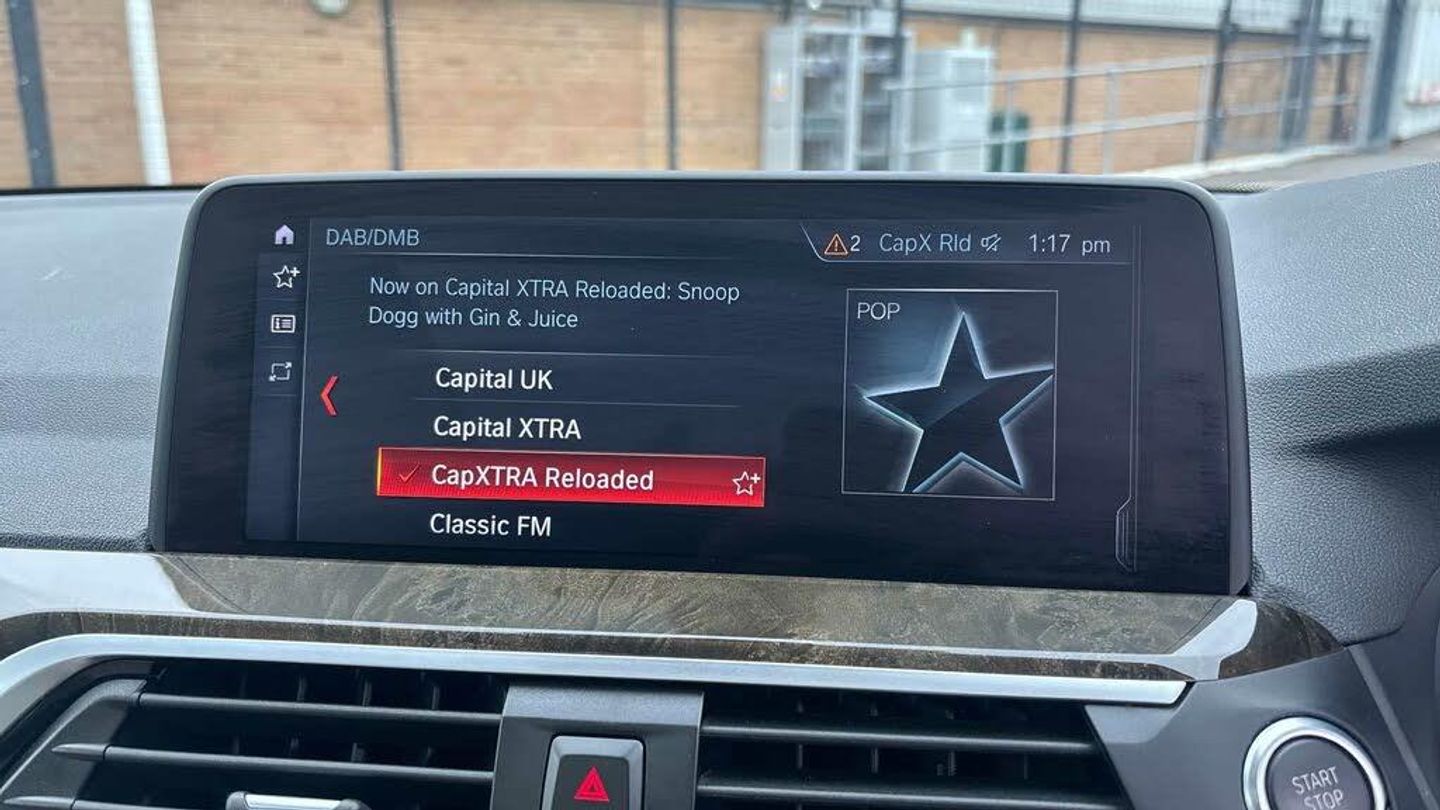 DAB/DMB
2 CapX Rld 1:17 pm
Now on Capital XTRA Reloaded: Snoop
Dogg with Gin & Juice
POP
Capital UK
Capital XTRA
CapXTRA Reloaded
Classic FM
START
STOP